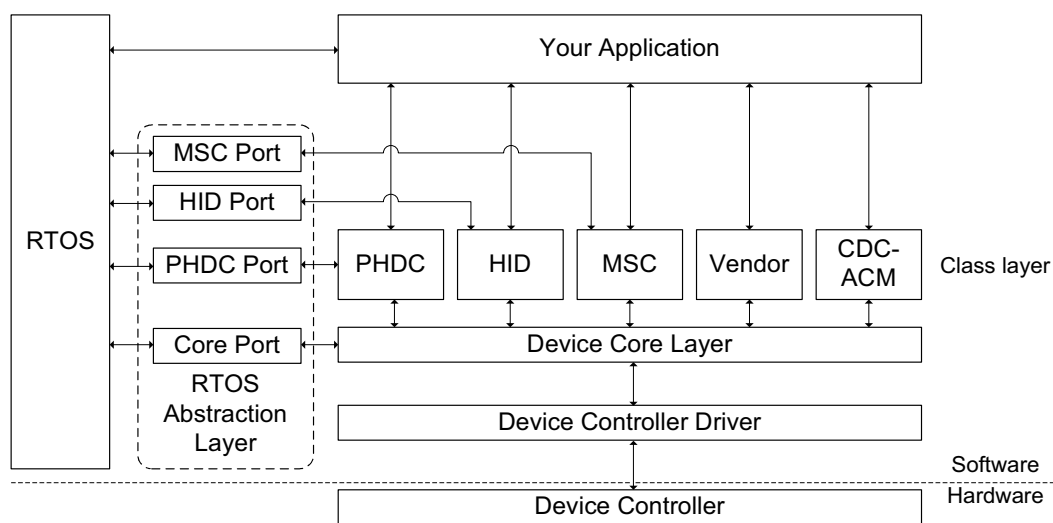 Your Application
MSC Port
HID Port
RTOS
PHDC Port
PHDC
HID
MSC
Vendor
CDC-
ACM
Class layer
Core Port
Device Core Layer
RTOS
Abstraction
Layer
Device Controller Driver
Software
Hardware
Device Controller